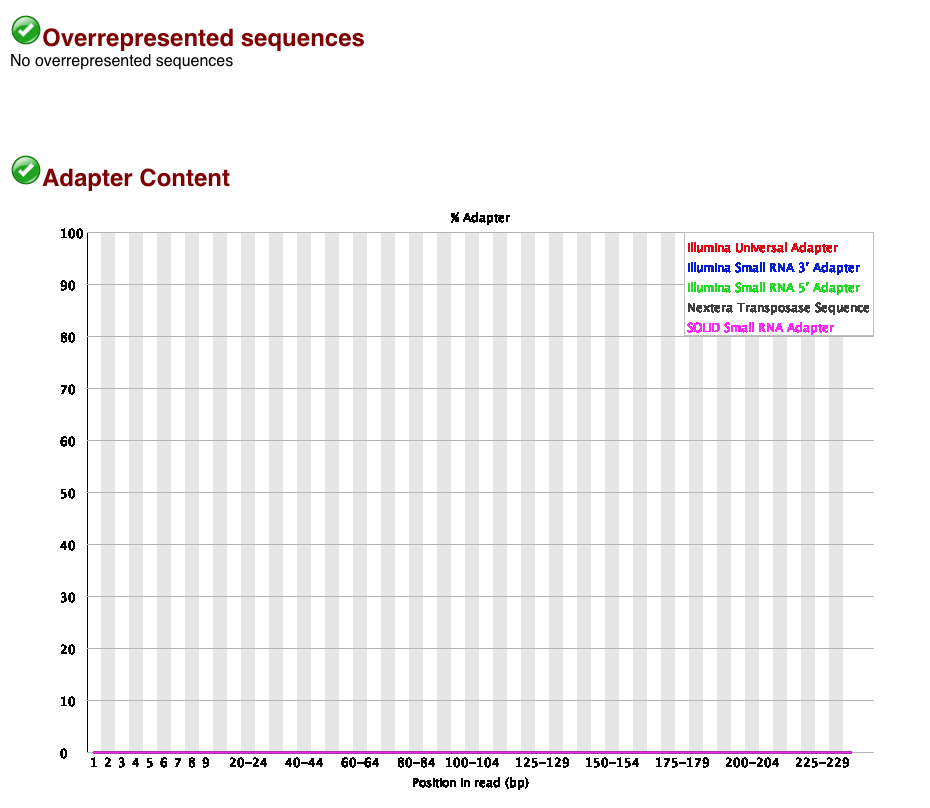 Overrepresented sequences
No overrepresented sequences
Adapter Content
% Adapter
100
Illumina Universal Adapter
Illumina Small RNA 3' Adapter
90
Illumina Small RNA 5' Adapter
Nextera Transposase Sequence
SOLID Small RNA Adapter
80
70
60
50
40
30
20
10
0
1 2 3 4 5 6 7 8 9 20-24 40-44 60-64 80-84 100-104 125-129 150-154 175-179 200-204 225-229
Position in read (bp)